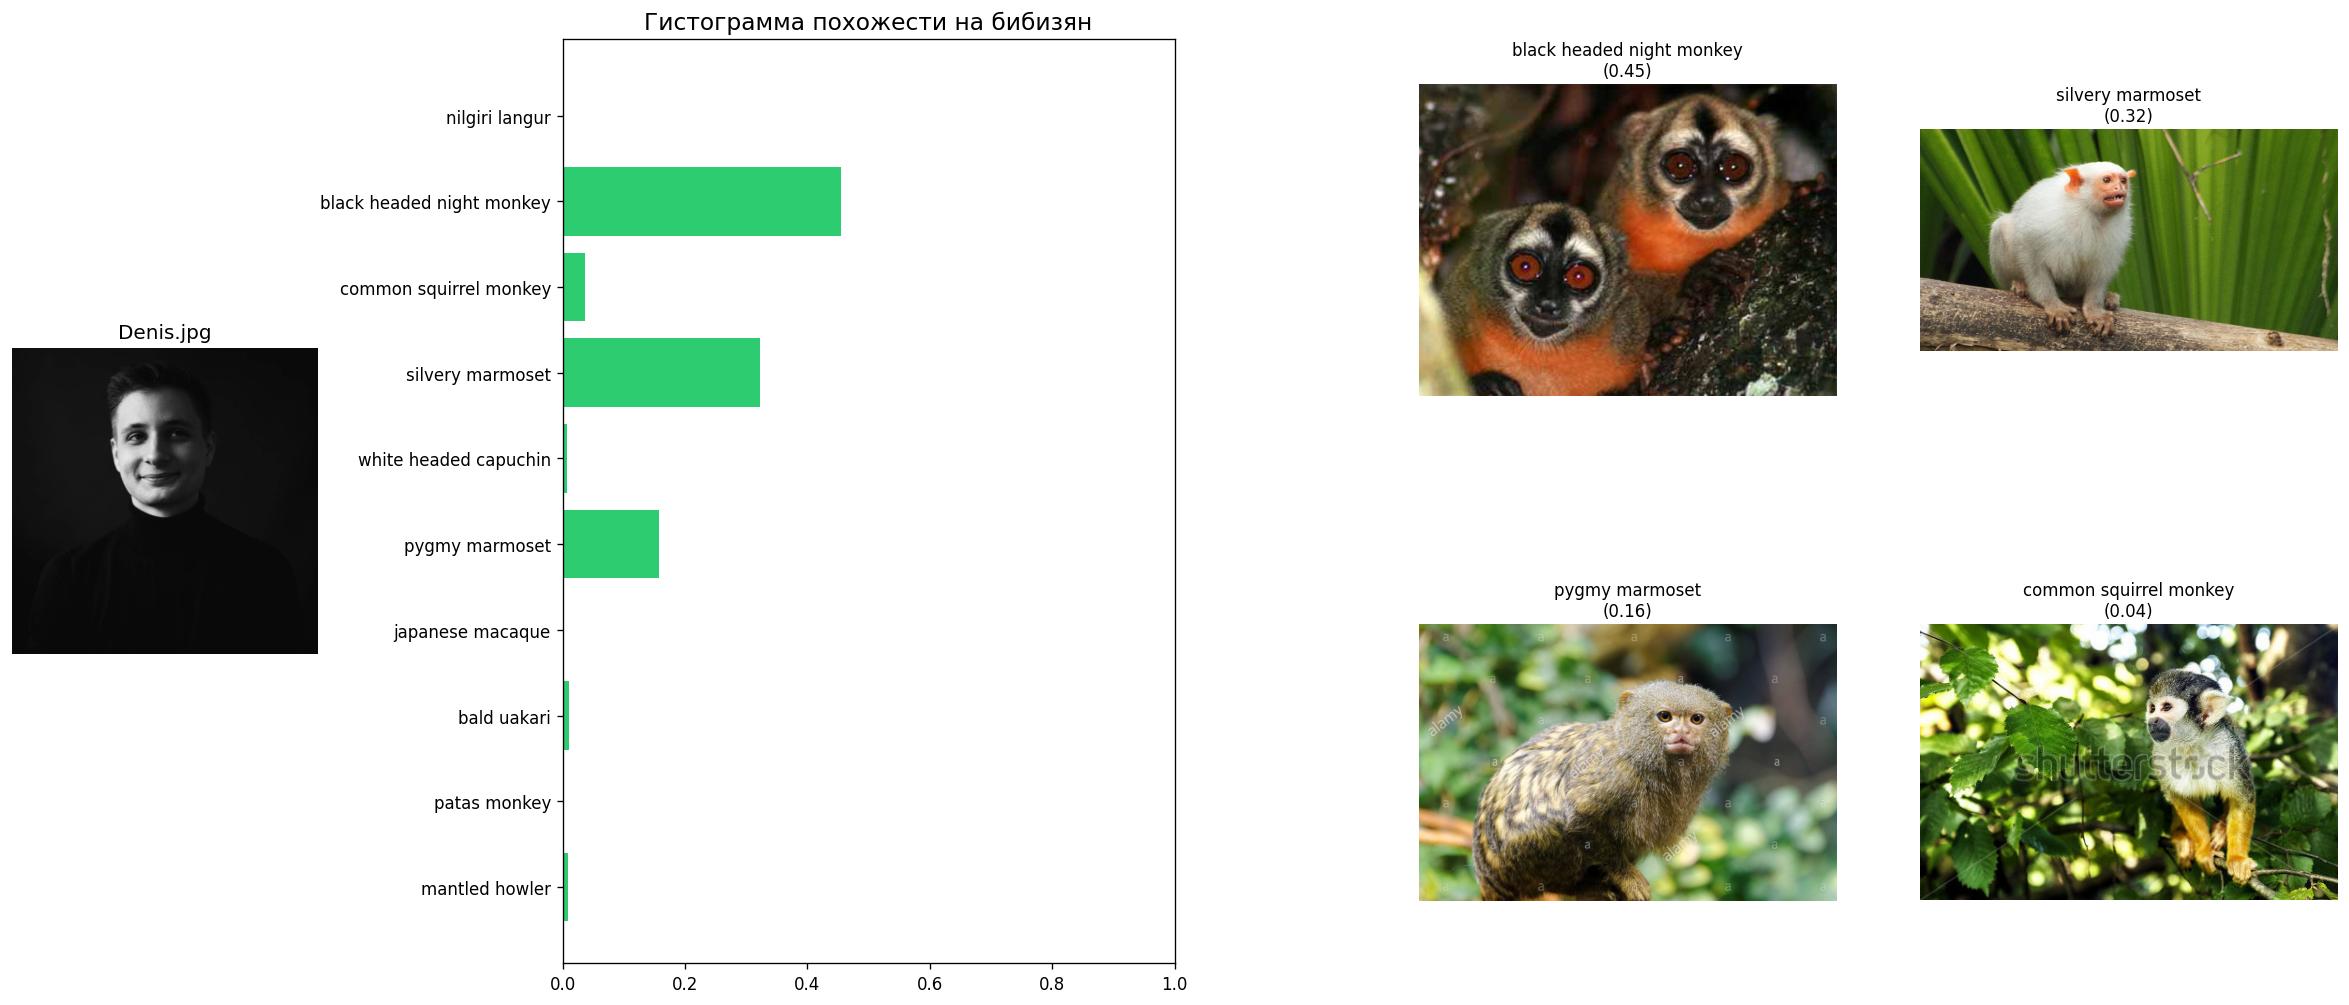 Denis.jpg
Гистограмма похожести на бибизян
nilgiri langur
black headed night monkey
common squirrel monkey
silvery marmoset
white headed capuchin
pygmy marmoset
japanese macaque
bald uakari
patas monkey
mantled howler
0.0 0.2 0.4 0.6 0.8 1.0
black headed night monkey
(0.45)
silvery marmoset
(0.32)
pygmy marmoset
(0.16)
a a a a a
a a a a
alamy a alamy a
a alamy a a
a a a a
a a alamy a
a a a a
common squirrel monkey
(0.04)
shutterstock